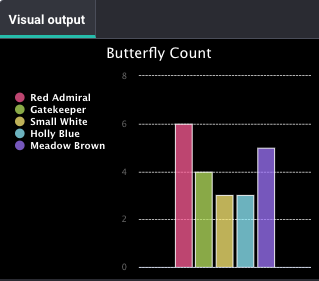 Visual output
Butterfly Count
8
Red Admiral
Gatekeeper
Small White
Holly Blue
Meadow Brown
6
4
2
0